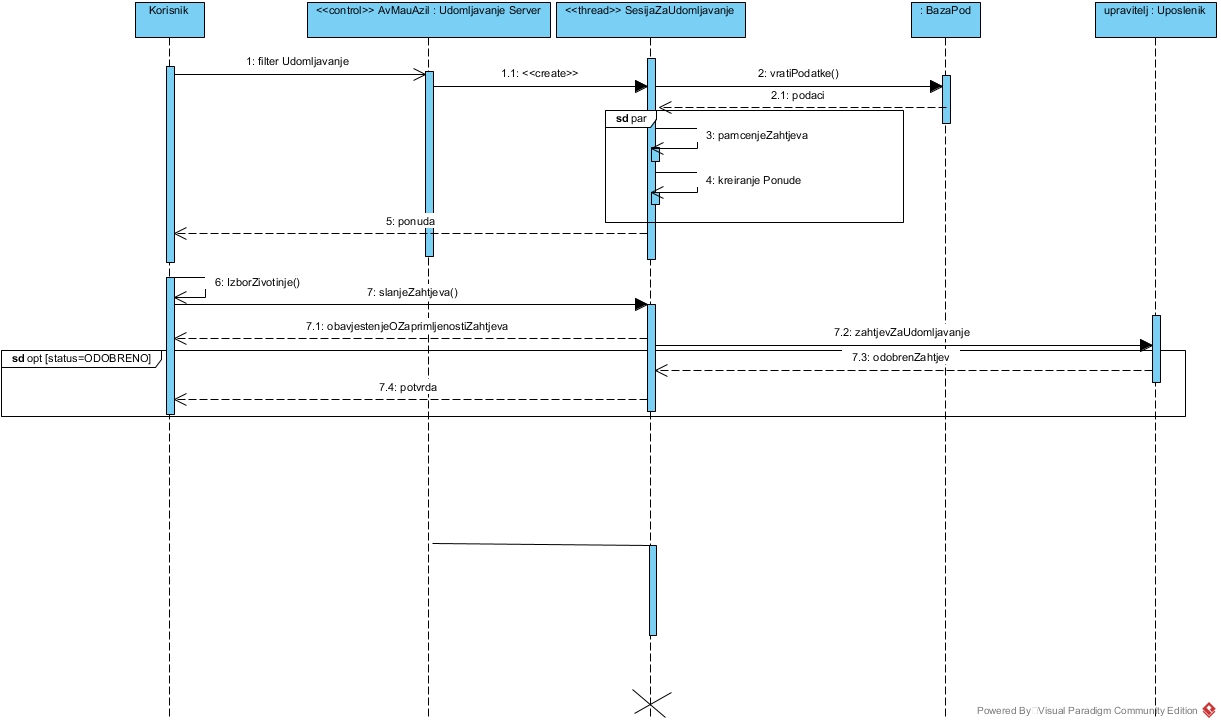 Korisnik
<<control>> AvMauAzil : Udomljavanje Server
<<thread>> SesijaZaUdomljavanje
: BazaPod
upravitelj : Uposlenik
1: filter Udomljavanje
1.1: <<create>>
2: vratiPodatke()
2.1: podaci
sd par
3: pamcenjeZahtjeva
4: kreiranje Ponude
5: ponuda
6: IzborZivotinje()
7: slanjeZahtjeva()
7.1: obavjestenjeOZaprimljenostiZahtjeva
7.2: zahtjevZaUdomljavanje
sd opt [status=ODOBRENO]
7.3: odobrenZahtjev
7.4: potvrda
Powered By Visual Paradigm Community Edition